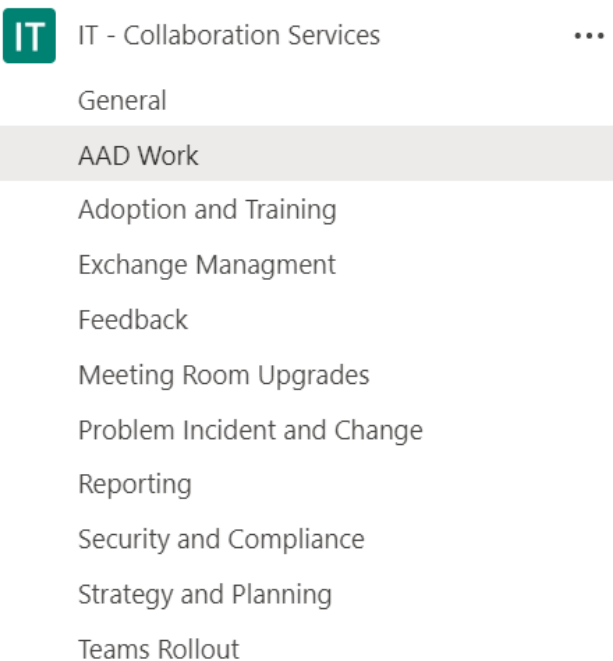 IT IT - Collaboration Services ...
General
AAD Work
Adoption and Training
Exchange Managment
Feedback
Meeting Room Upgrades
Problem Incident and Change
Reporting
Security and Compliance
Strategy and Planning
Teams Rollout